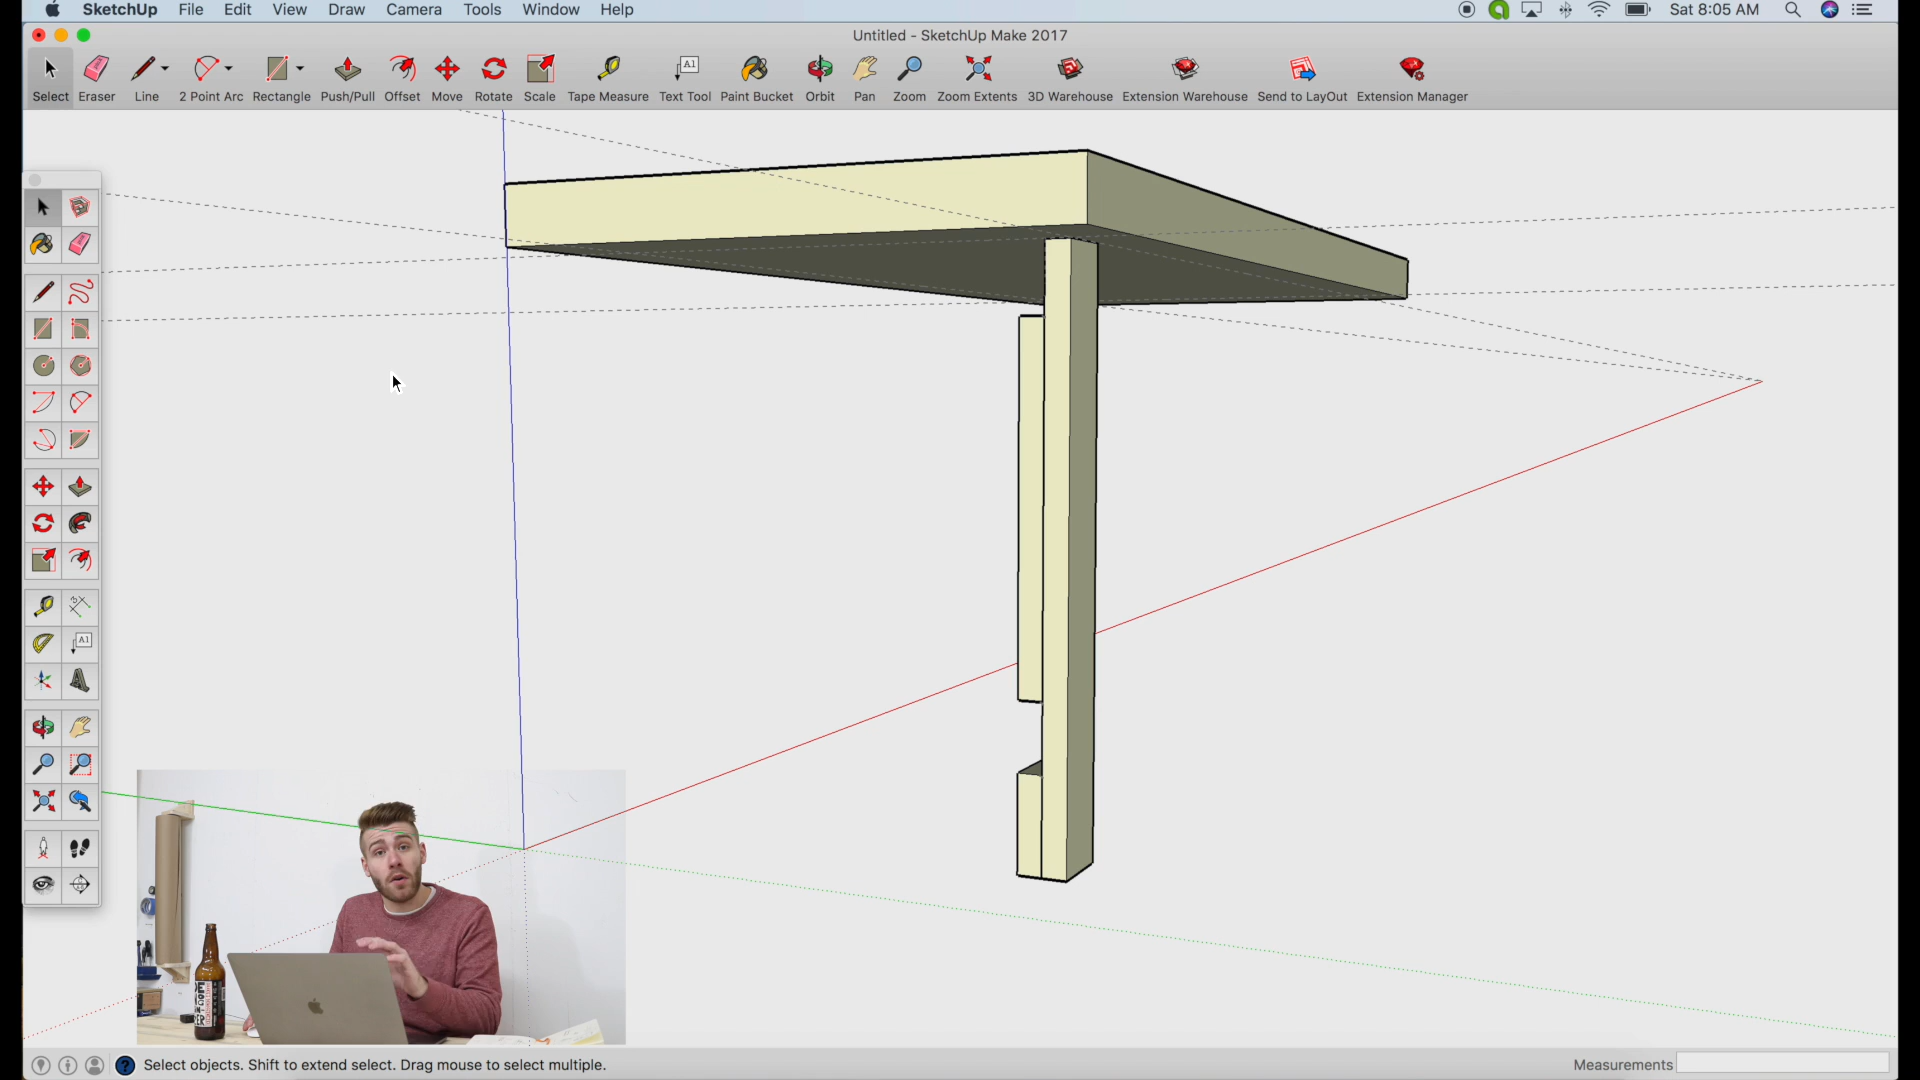 SketchUp File Edit View Draw Camera Tools Window Help Sat 8:05 AM
Untitled - SketchUp Make 2017
A1
Select Eraser Line 2 Point Arc Rectangle Push/Pull Offset Move Rotate Scale Tape Measure Text Tool Paint Bucket Orbit Pan Zoom Zoom Extents 3D Warehouse Extension Warehouse Send to LayOut Extension Manager
A1
Select objects. Shift to extend select. Drag mouse to select multiple. Measurements